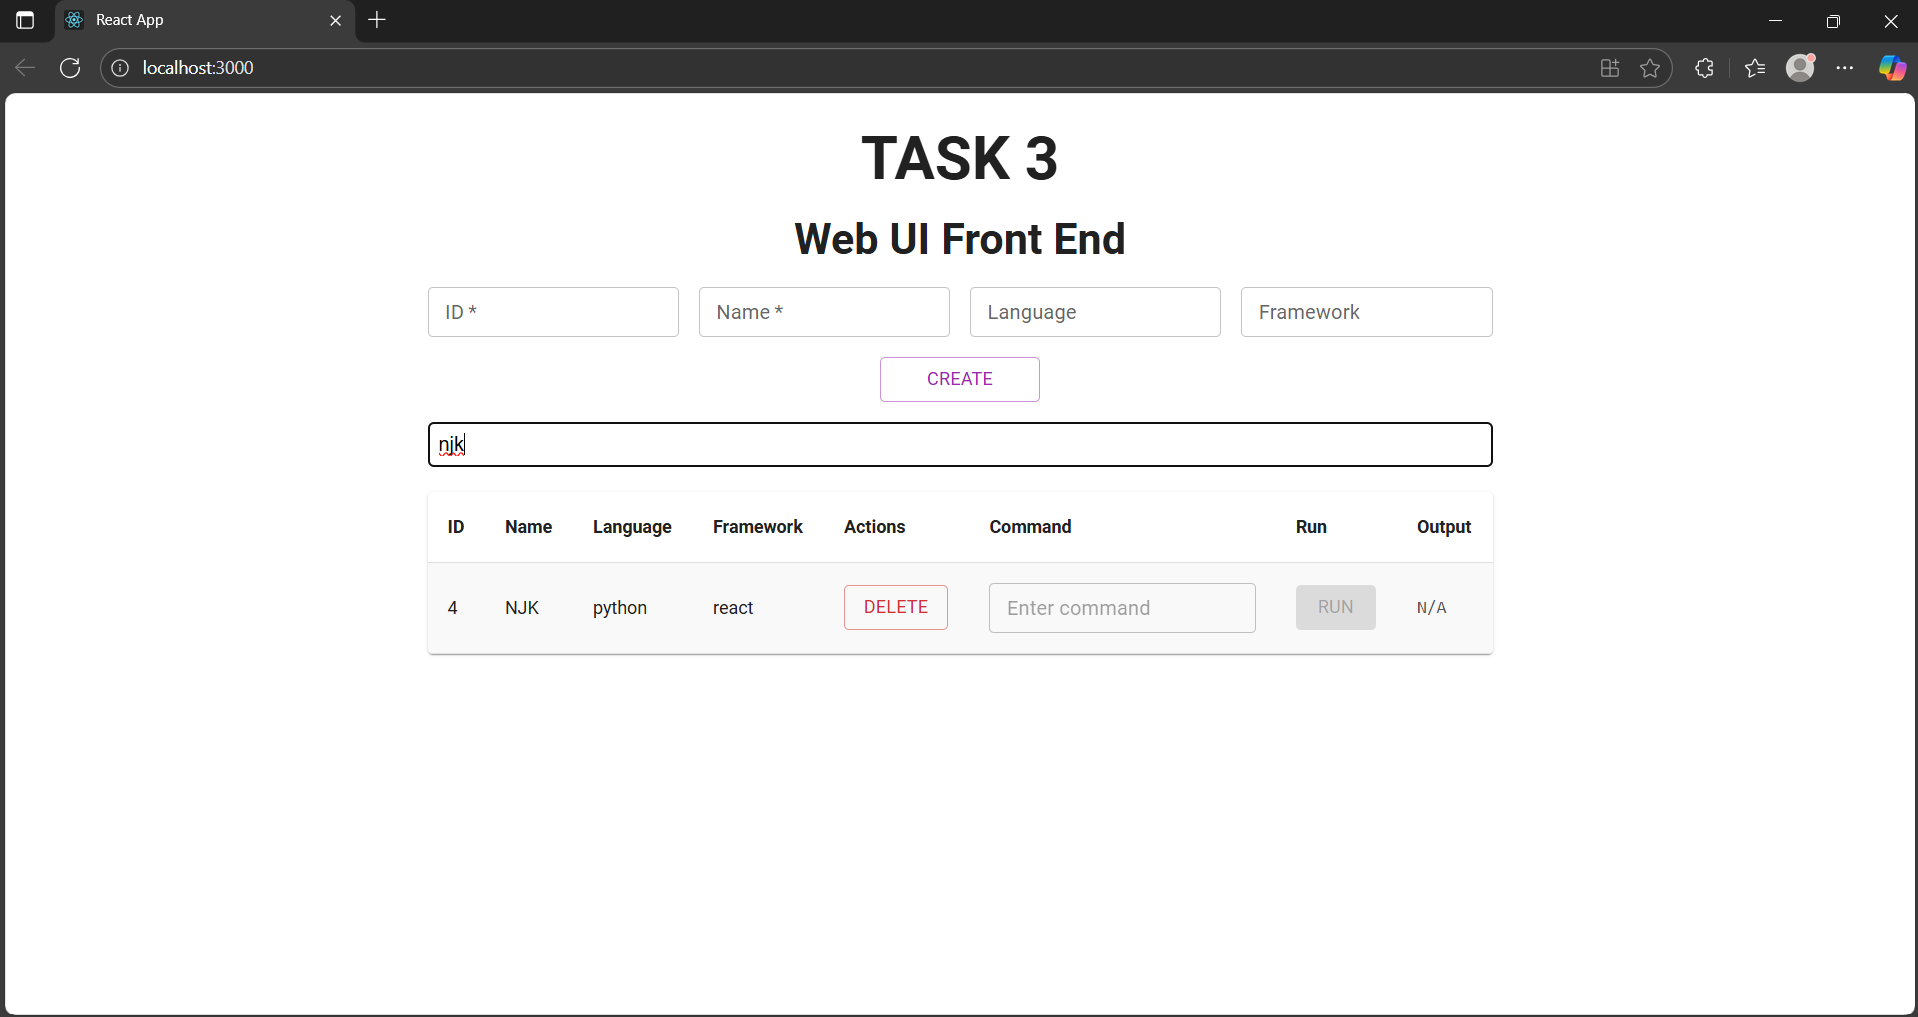 React App
localhost:3000
TASK 3
Web UI Front End
ID * Name * Language Framework
CREATE
njk
ID Name Language Framework Actions Command Run Output
4 NJK python react DELETE Enter command RUN N/A